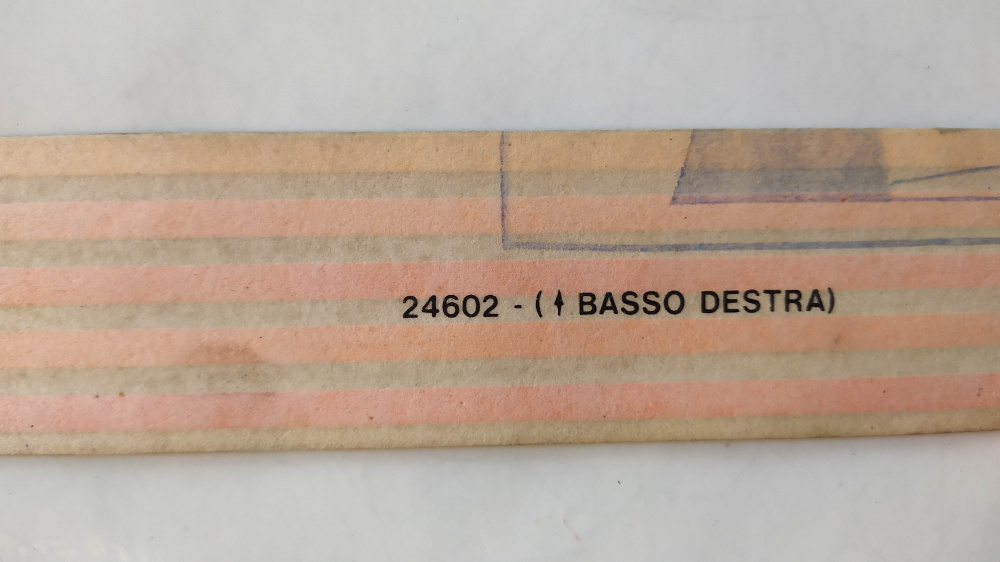 24602 - (↑ BASSO DESTRA)